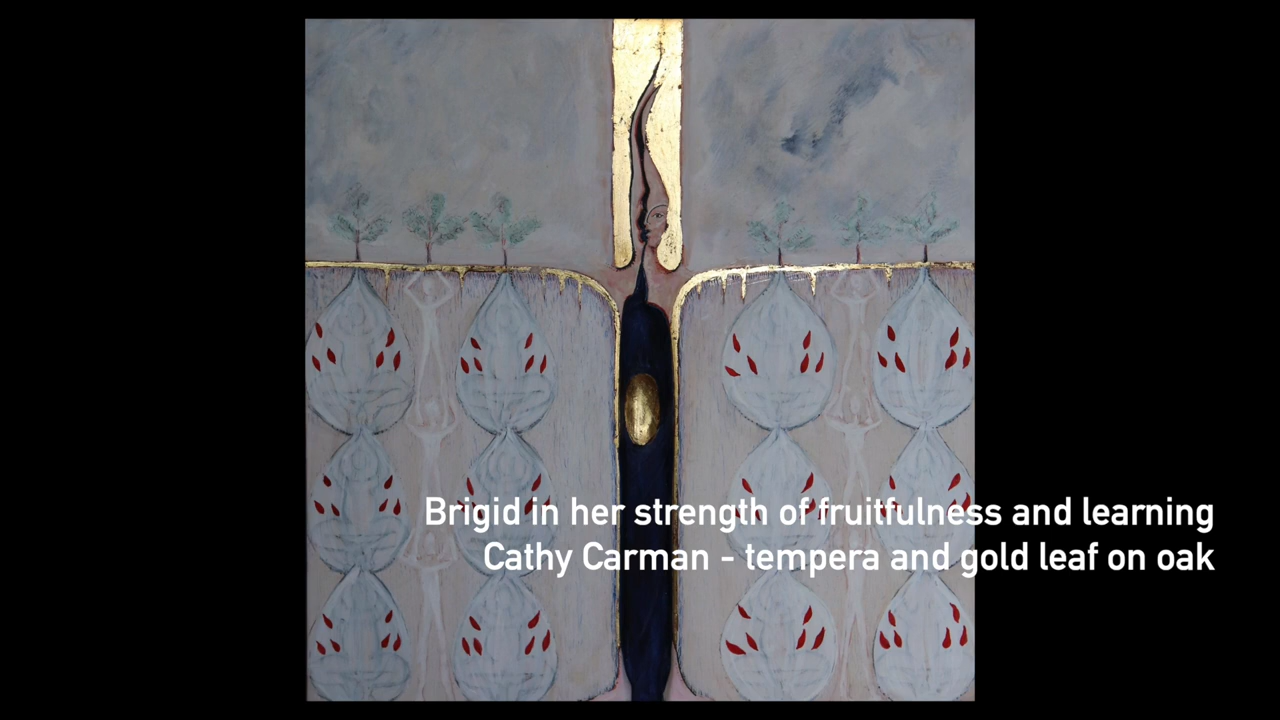 Brigid in her strength of fruitfulness and learning
Cathy Carman - tempera and gold leaf on oak